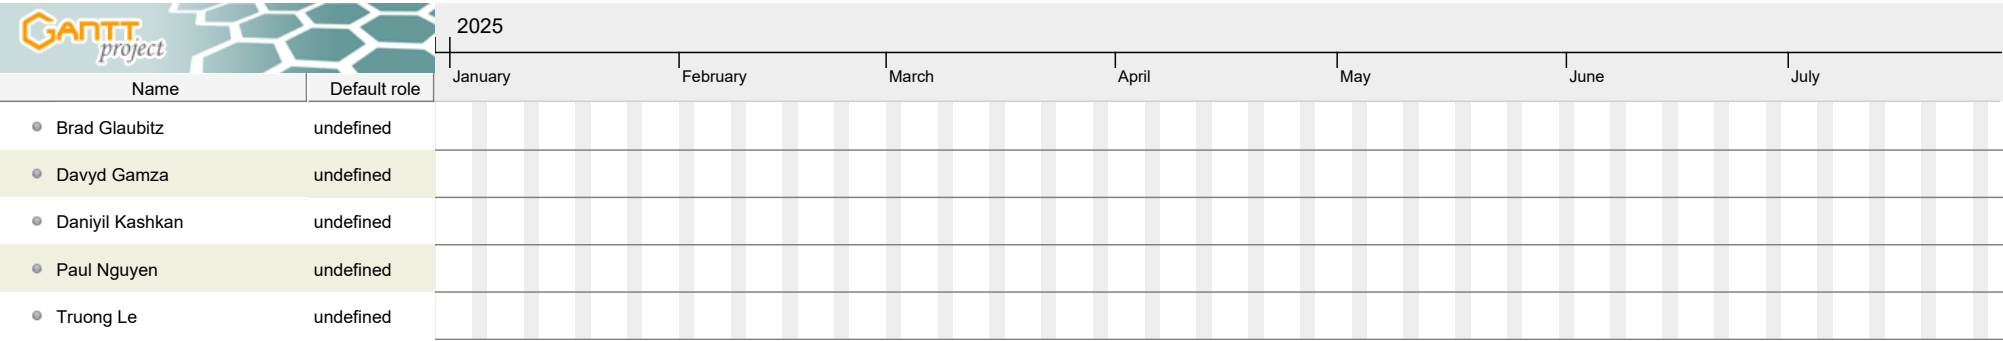 GANTT
project
2025
January February March April May June July
Name Default role
Brad Glaubitz undefined
Davyd Gamza undefined
Daniyil Kashkan undefined
Paul Nguyen undefined
Truong Le undefined